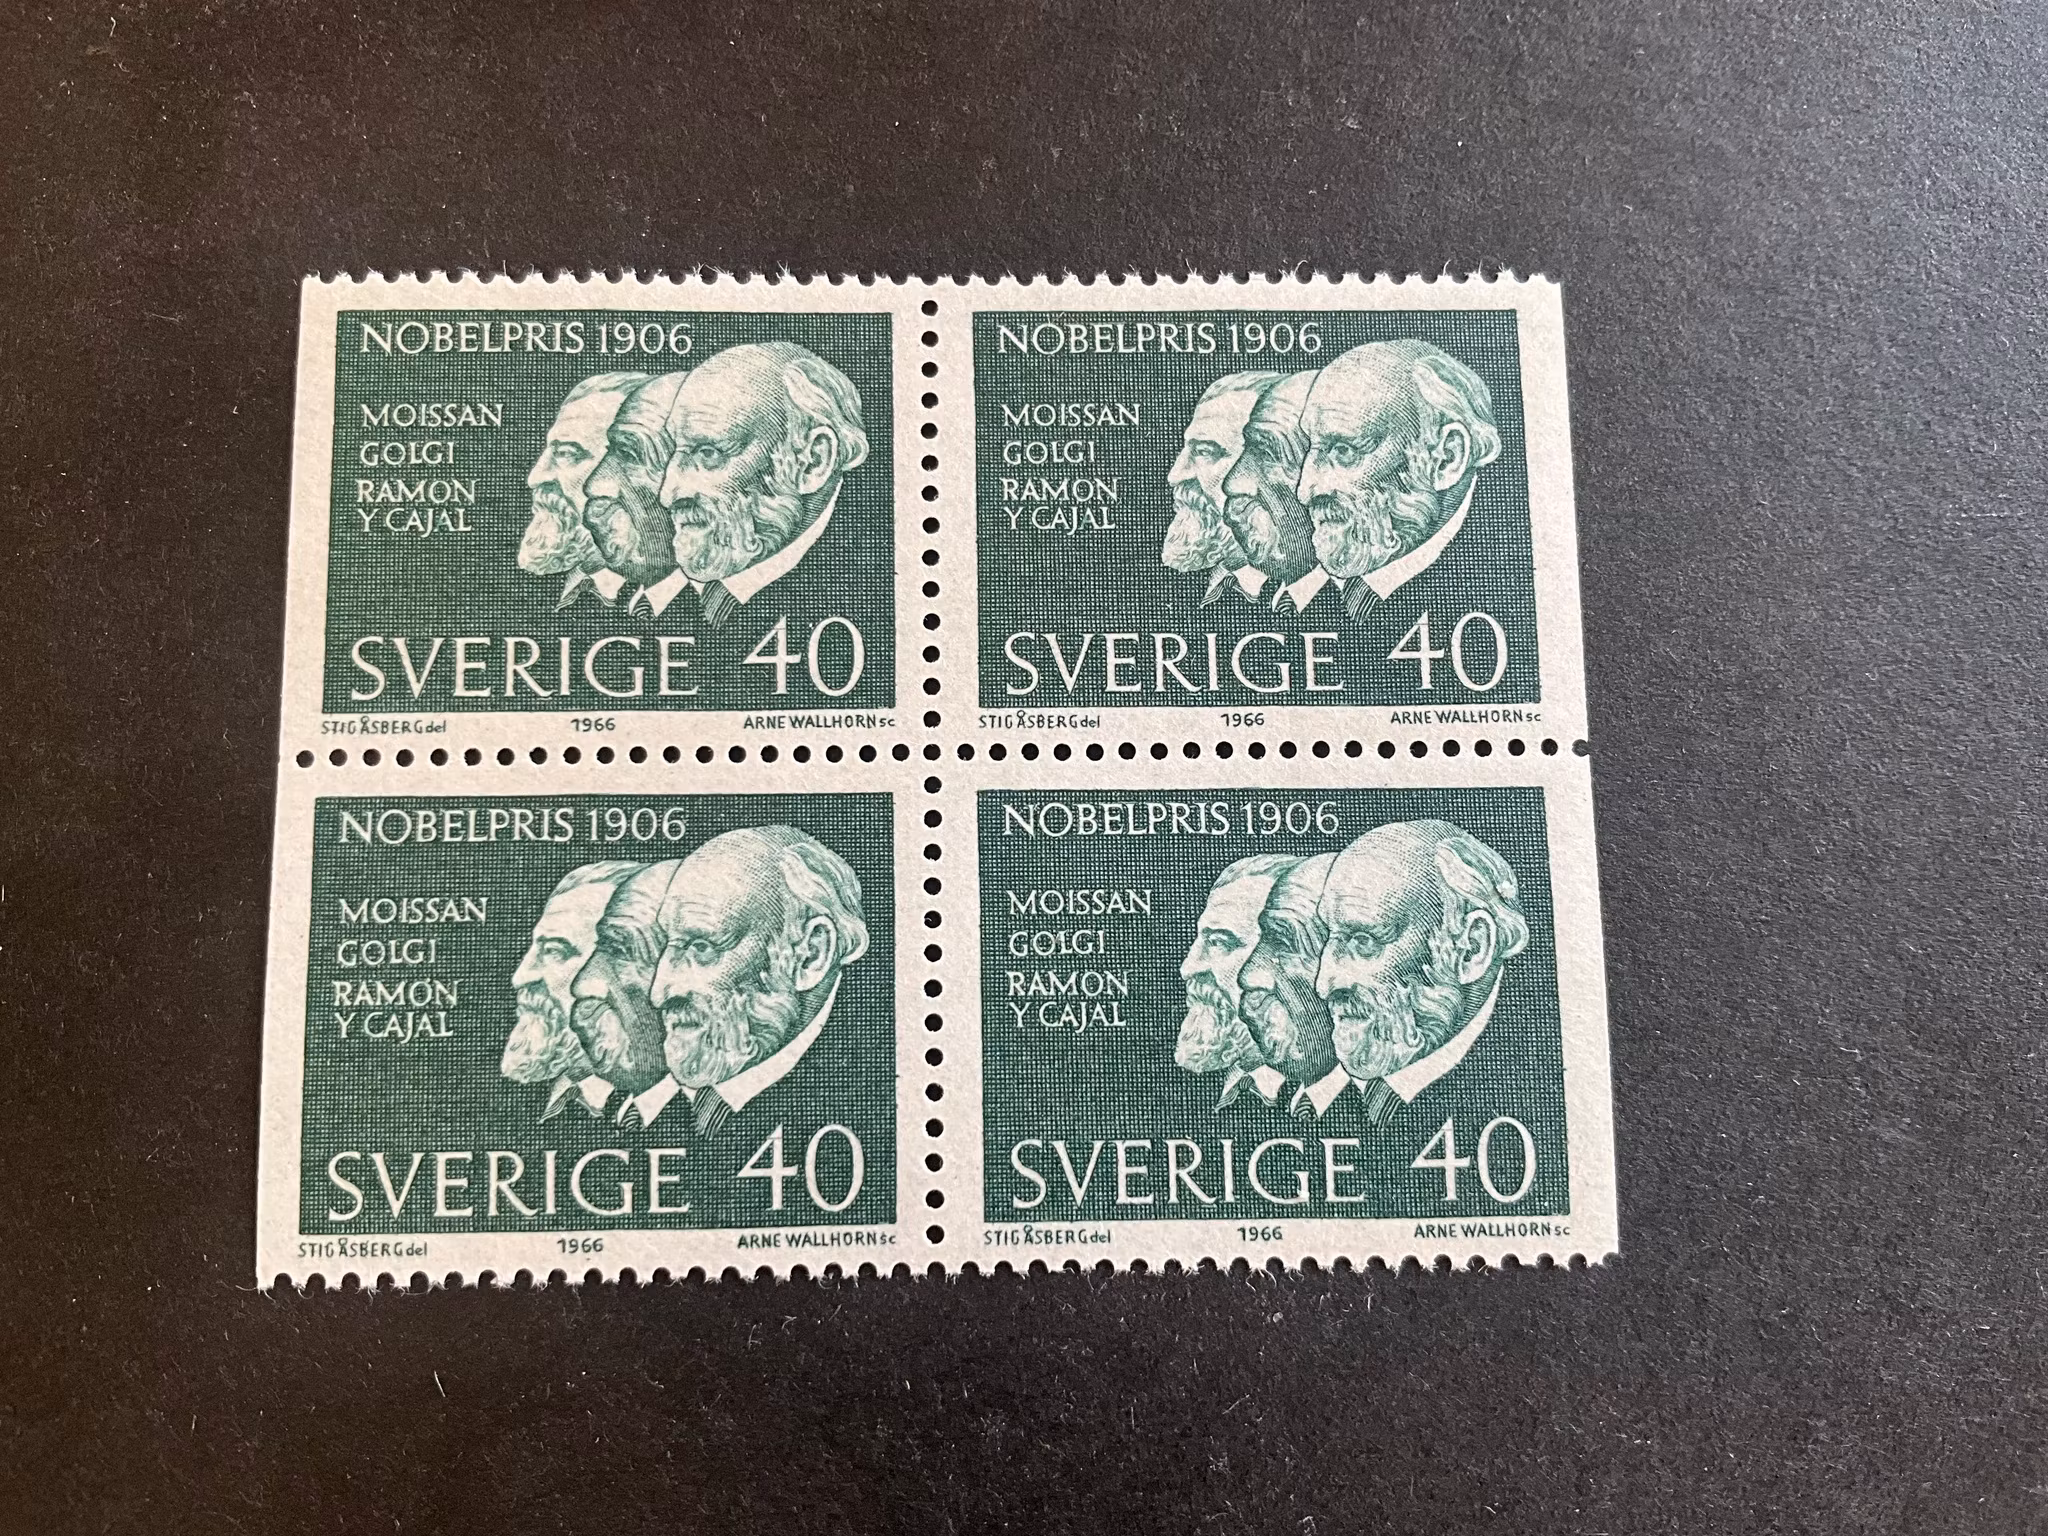 NOBELPRIS 1906
MOISSAN
GOLGI
RAMON
Y CAJAL
SVERIGE 40
STIG ÅSBERG del 1966 ARNE WALLHORN sc
NOBELPRIS 1906
MOISSAN
GOLGI
RAMON
Y CAJAL
SVERIGE 40
STIG ÅSBERG del 1966 ARNE WALLHORN sc
NOBELPRIS 1906
MOISSAN
GOLGI
RAMON
Y CAJAL
SVERIGE 40
STIG ÅSBERG del 1966 ARNE WALLHORN sc
NOBELPRIS 1906
MOISSAN
GOLGI
RAMON
Y CAJAL
SVERIGE 40
STIG ÅSBERG del 1966 ARNE WALLHORN sc